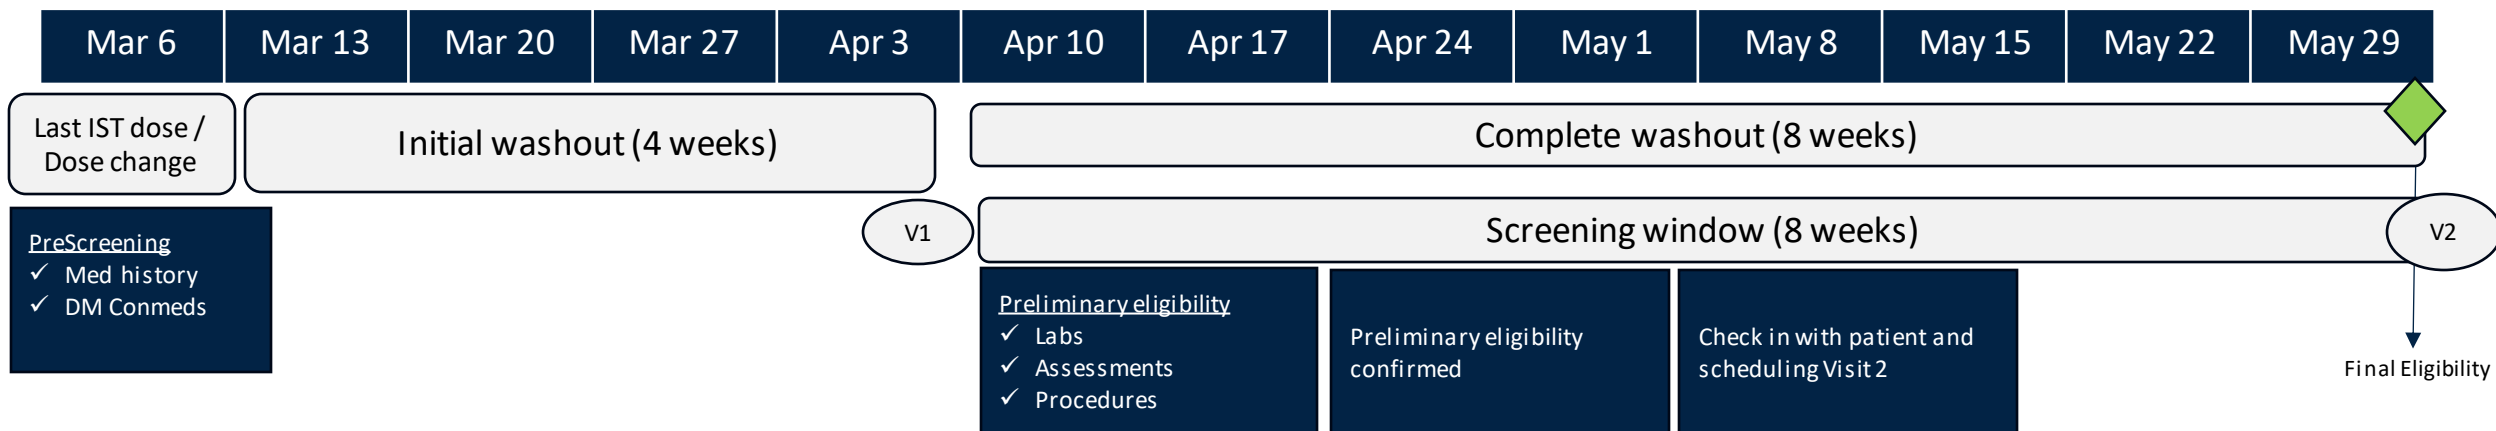 Mar 6 Mar 13 Mar 20 Mar 27 Apr 3 Apr 10 Apr 17 Apr 24 May 1 May 8 May 15 May 22 May 29
Last IST dose /
Dose change
Initial washout (4 weeks)
Complete washout (8 weeks)
V1
Screening window (8 weeks)
V2
PreScreening
✓ Med history
✓ DM Conmeds
Preliminary eligibility
✓ Labs
✓ Assessments
✓ Procedures
Preliminary eligibility
confirmed
Check in with patient and
scheduling Visit 2
Final Eligibility